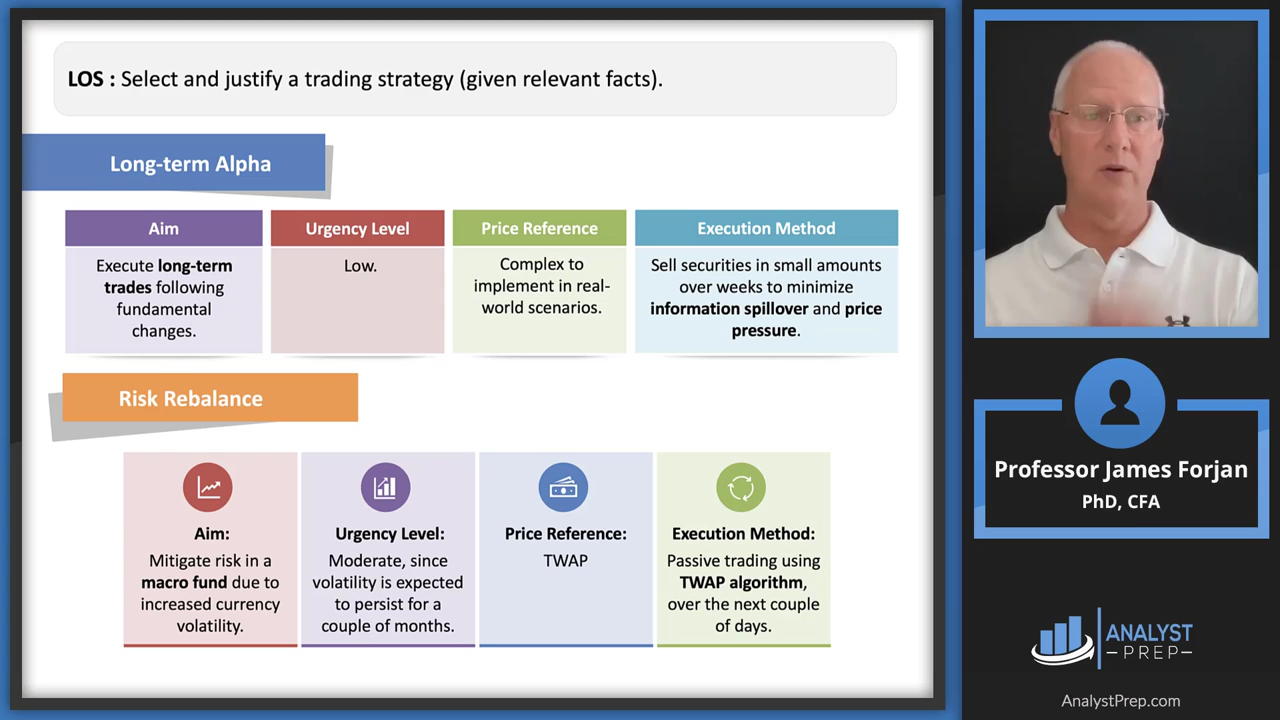 LOS : Select and justify a trading strategy (given relevant facts).
Long-term Alpha
Aim
Execute long-term
trades following
fundamental
changes.
Urgency Level
Low.
Price Reference
Complex to
implement in real-
world scenarios.
Execution Method
Sell securities in small amounts
over weeks to minimize
information spillover and price
pressure.
Risk Rebalance
Aim:
Mitigate risk in a
macro fund due to
increased currency
volatility.
Urgency Level:
Moderate, since
volatility is expected
to persist for a
couple of months.
Price Reference:
TWAP
Execution Method:
Passive trading using
TWAP algorithm,
over the next couple
of days.
Professor James Forjan
PhD, CFA
ANALYST
PREP
AnalystPrep.com